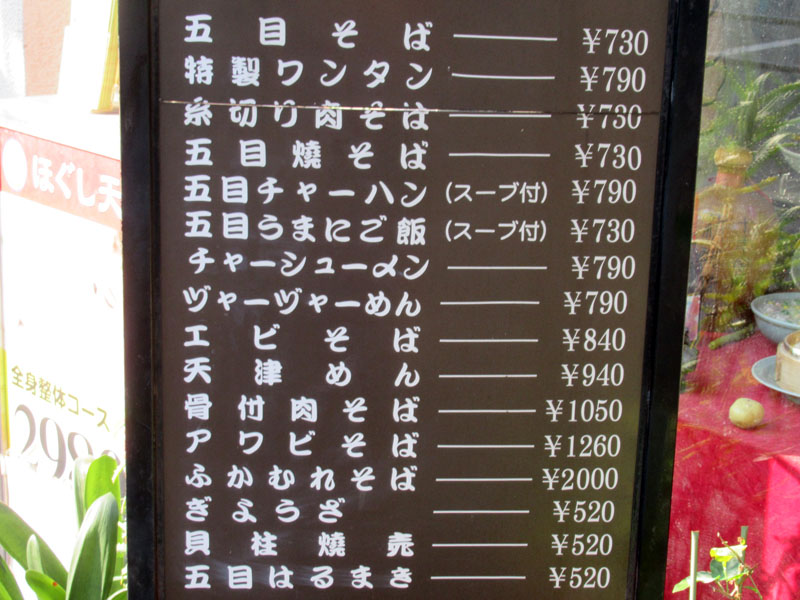 五目そば ¥730
特製ワンタン ¥790
糸切り肉そば ¥730
五目焼そば ¥730
五目チャーハン (スープ付) ¥790
五目うまにご飯 (スープ付) ¥730
チャーシューメン ¥790
ヅャーヅャーめん ¥790
エビそば ¥840
天津めん ¥940
骨付肉そば ¥1050
アワビそば ¥1260
ふかむれそば ¥2000
ぎようざ ¥520
貝柱焼売 ¥520
五目はるまき ¥520
ほぐし天
全身整体コース